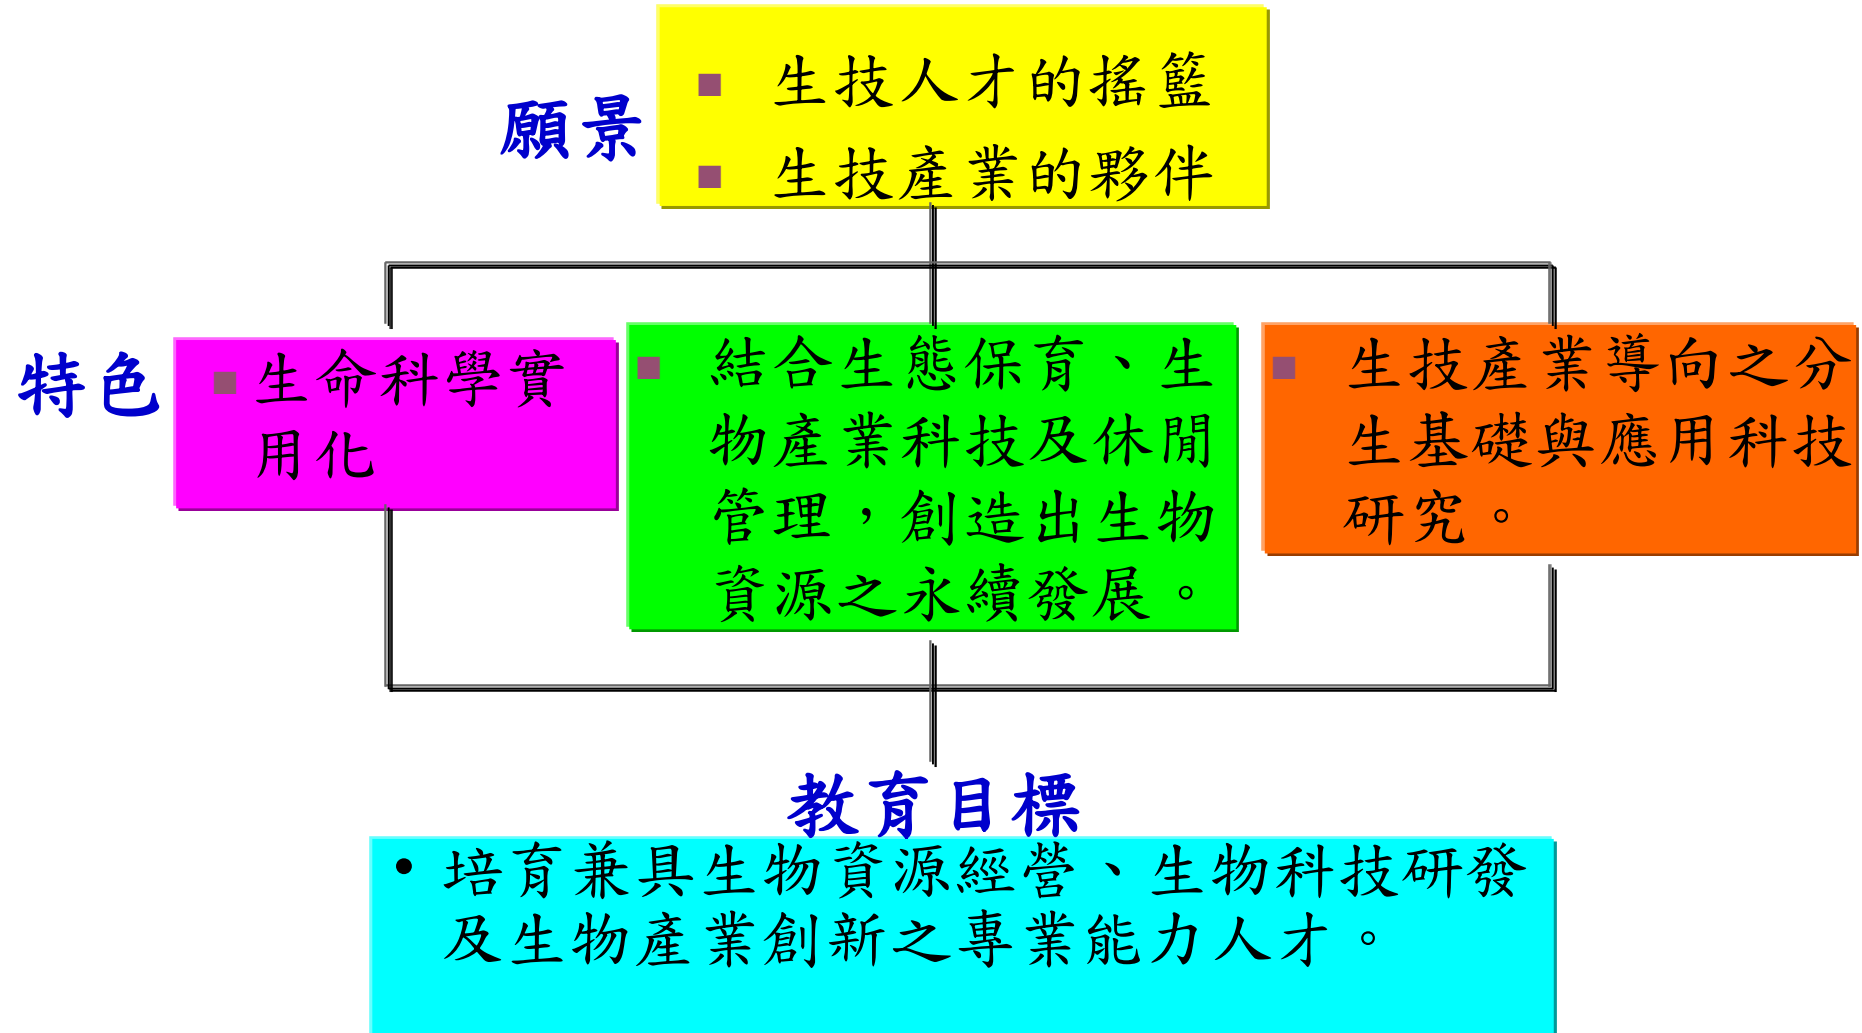 願景
■ 生技人才的搖籃
■ 生技產業的夥伴
特色
■ 生命科學實
用化
■ 結合生態保育、生
物產業科技及休閒
管理，創造出生物
資源之永續發展。
■ 生技產業導向之分
生基礎與應用科技
研究。
教育目標
• 培育兼具生物資源經營、生物科技研發
及生物產業創新之專業能力人才。